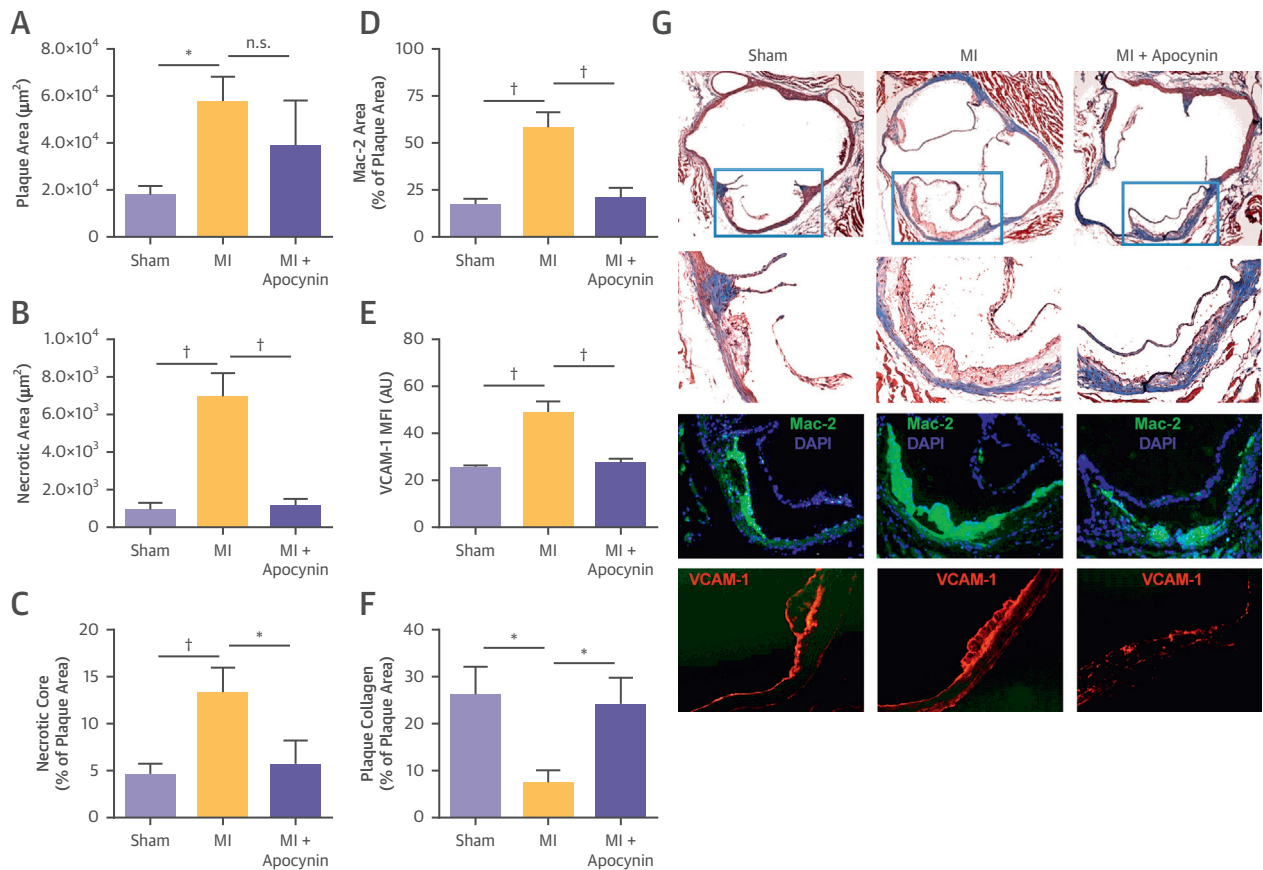 A
Plaque Area (μm²)
8.0×10⁴
6.0×10⁴
4.0×10⁴
2.0×10⁴
0
*
n.s.
Sham
MI
MI +
Apocynin
B
Necrotic Area (μm²)
1.0×10⁴
8.0×10³
6.0×10³
4.0×10³
2.0×10³
0
†
†
Sham
MI
MI +
Apocynin
C
Necrotic Core
(% of Plaque Area)
20
15
10
5
0
†
*
Sham
MI
MI +
Apocynin
D
Mac-2 Area
(% of Plaque Area)
100
75
50
25
0
†
†
Sham
MI
MI +
Apocynin
E
VCAM-1 MFI (AU)
80
60
40
20
0
†
†
Sham
MI
MI +
Apocynin
F
Plaque Collagen
(% of Plaque Area)
40
30
20
10
0
*
*
Sham
MI
MI +
Apocynin
G
Sham
MI
MI + Apocynin
Mac-2
DAPI
Mac-2
DAPI
Mac-2
DAPI
VCAM-1
VCAM-1
VCAM-1